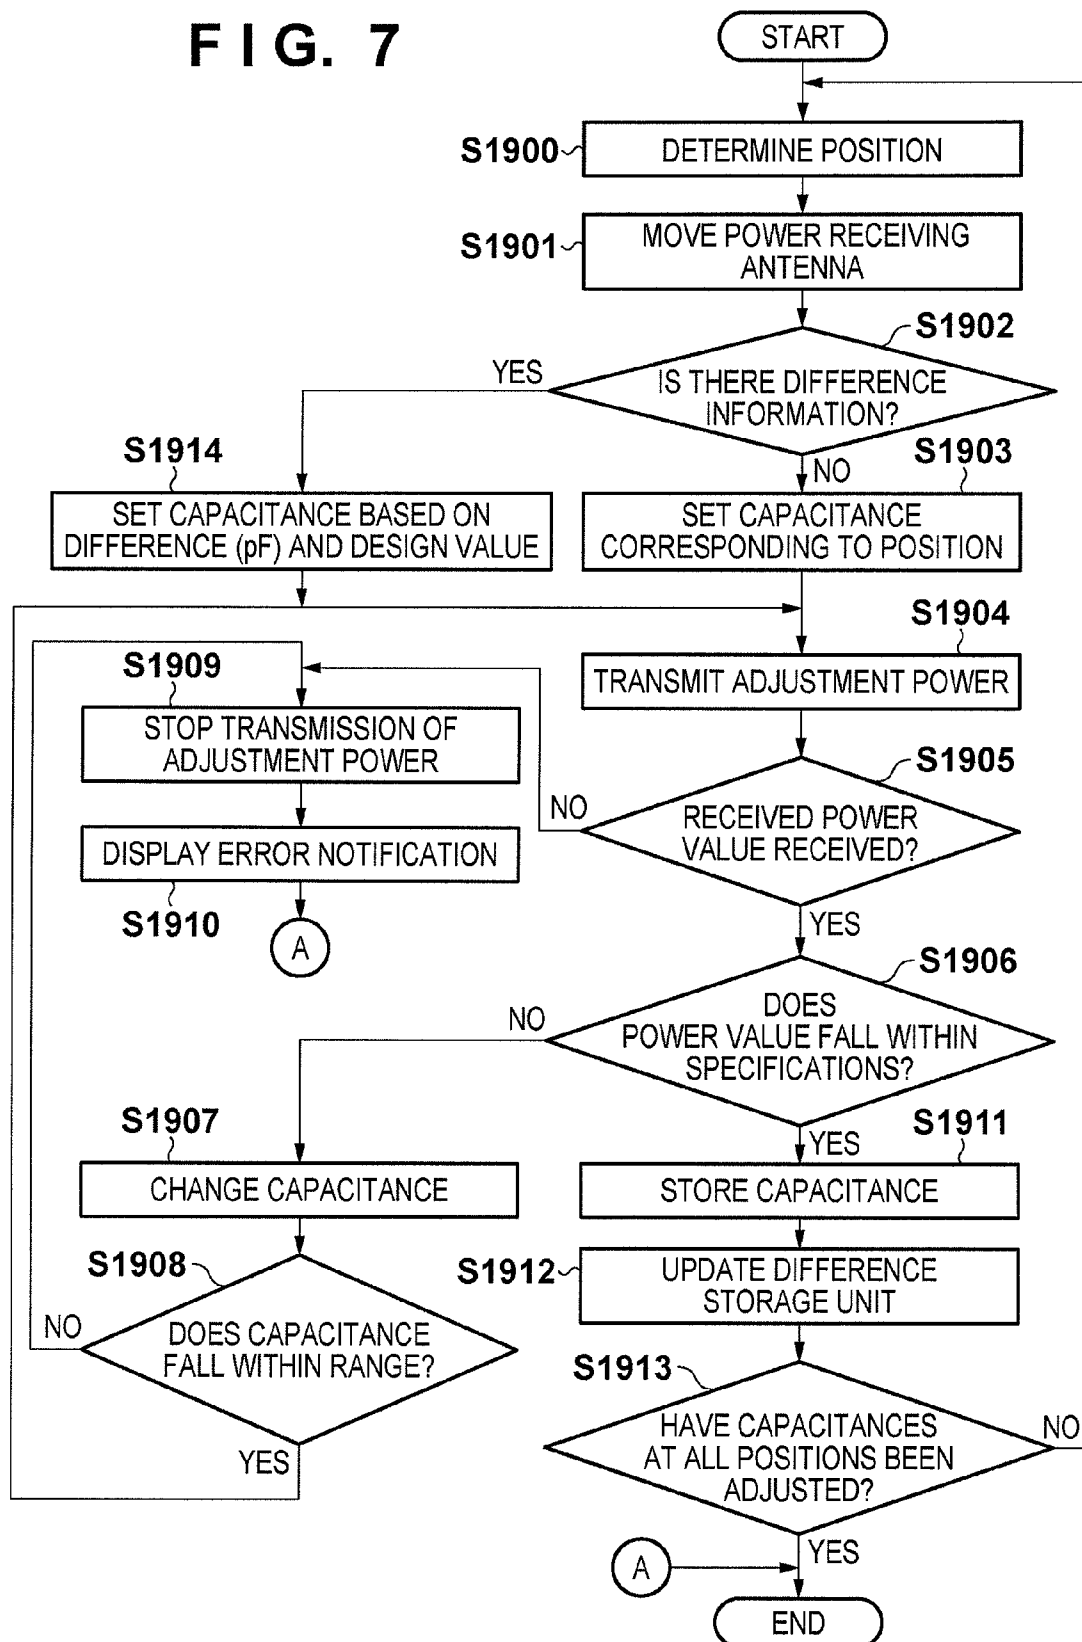 FIG. 7
START
S1900
DETERMINE POSITION
S1901
MOVE POWER RECEIVING
ANTENNA
S1902
YES
IS THERE DIFFERENCE
INFORMATION?
S1914
NO
S1903
SET CAPACITANCE BASED ON
DIFFERENCE (pF) AND DESIGN VALUE
SET CAPACITANCE
CORRESPONDING TO POSITION
S1904
TRANSMIT ADJUSTMENT POWER
S1909
STOP TRANSMISSION OF
ADJUSTMENT POWER
S1905
NO
RECEIVED POWER
VALUE RECEIVED?
DISPLAY ERROR NOTIFICATION
S1910
A
YES
S1906
NO
DOES
POWER VALUE FALL WITHIN
SPECIFICATIONS?
S1907
YES
S1911
CHANGE CAPACITANCE
STORE CAPACITANCE
S1908
S1912
UPDATE DIFFERENCE
STORAGE UNIT
NO
DOES CAPACITANCE
FALL WITHIN RANGE?
YES
S1913
HAVE CAPACITANCES
AT ALL POSITIONS BEEN
ADJUSTED?
NO
YES
A
END